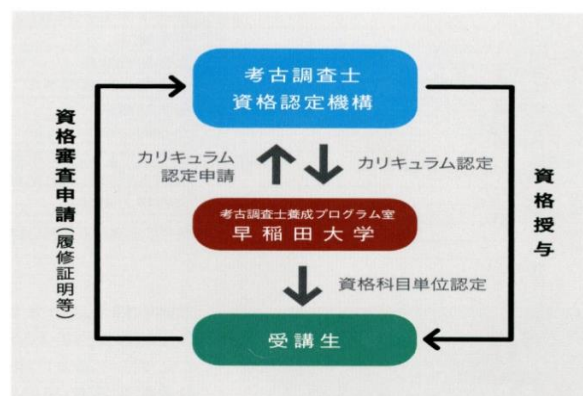 考古調査士
資格認定機構
カリキュラム
認定申請
カリキュラム認定
資格審査申請(履修証明等)
資格授与
考古調査士養成プログラム室
早稲田大学
資格科目単位認定
受講生